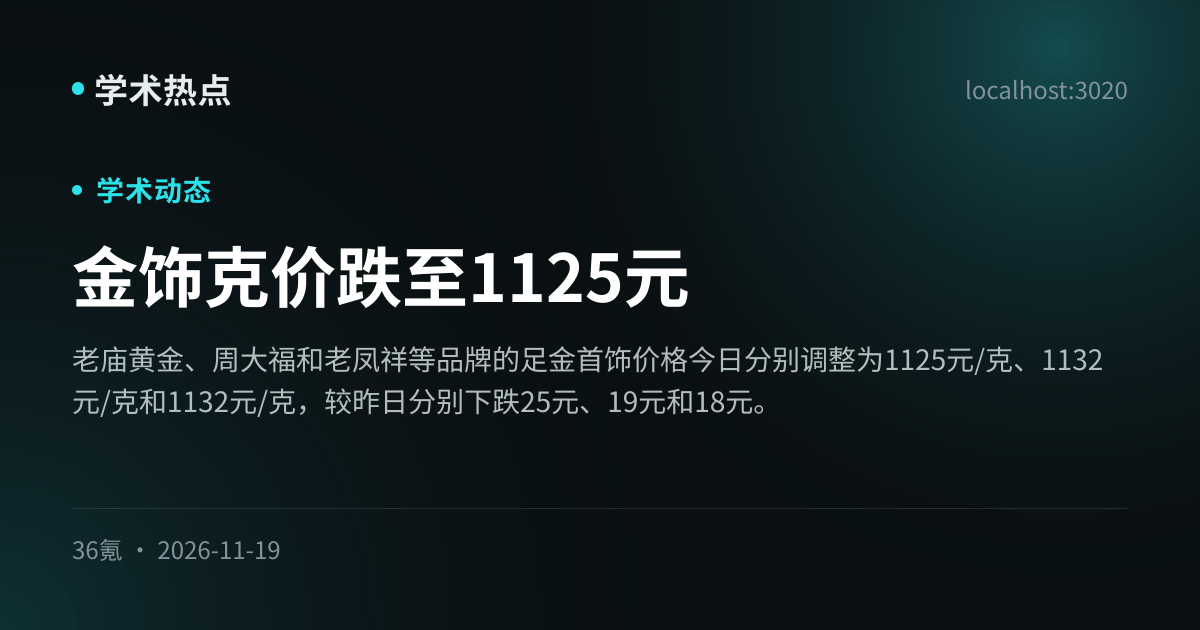 学术热点
localhost:3020
学术动态
金饰克价跌至1125元
老庙黄金、周大福和老凤祥等品牌的足金首饰价格今日分别调整为1125元/克、1132
元/克和1132元/克，较昨日分别下跌25元、19元和18元。
36氪 · 2026-11-19